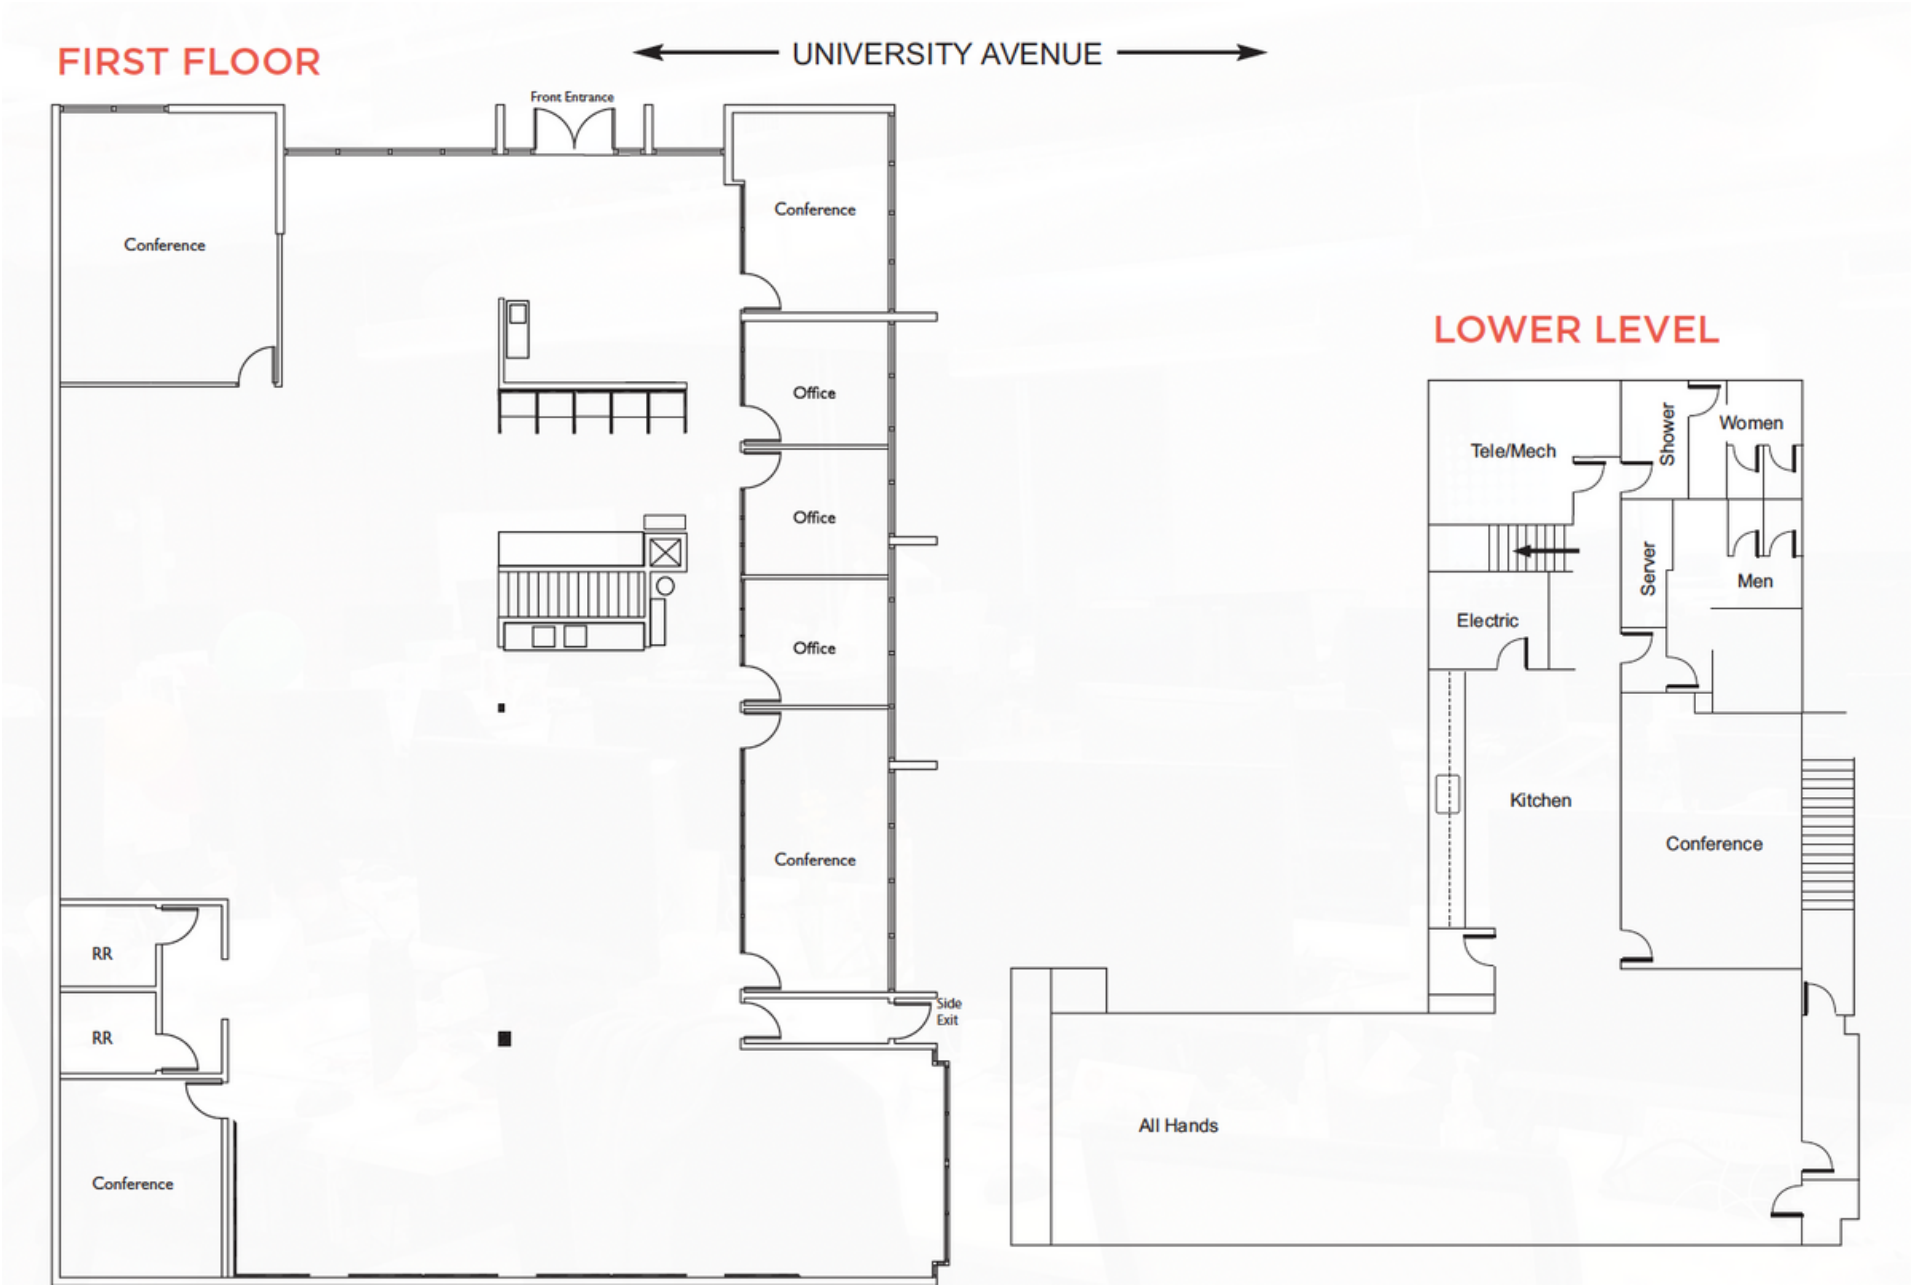 FIRST FLOOR
UNIVERSITY AVENUE
Front Entrance
Conference
Conference
Office
Office
Office
Conference
RR
RR
Side
Exit
Conference
LOWER LEVEL
Tele/Mech
Shower
Women
Server
Men
Electric
Kitchen
Conference
All Hands